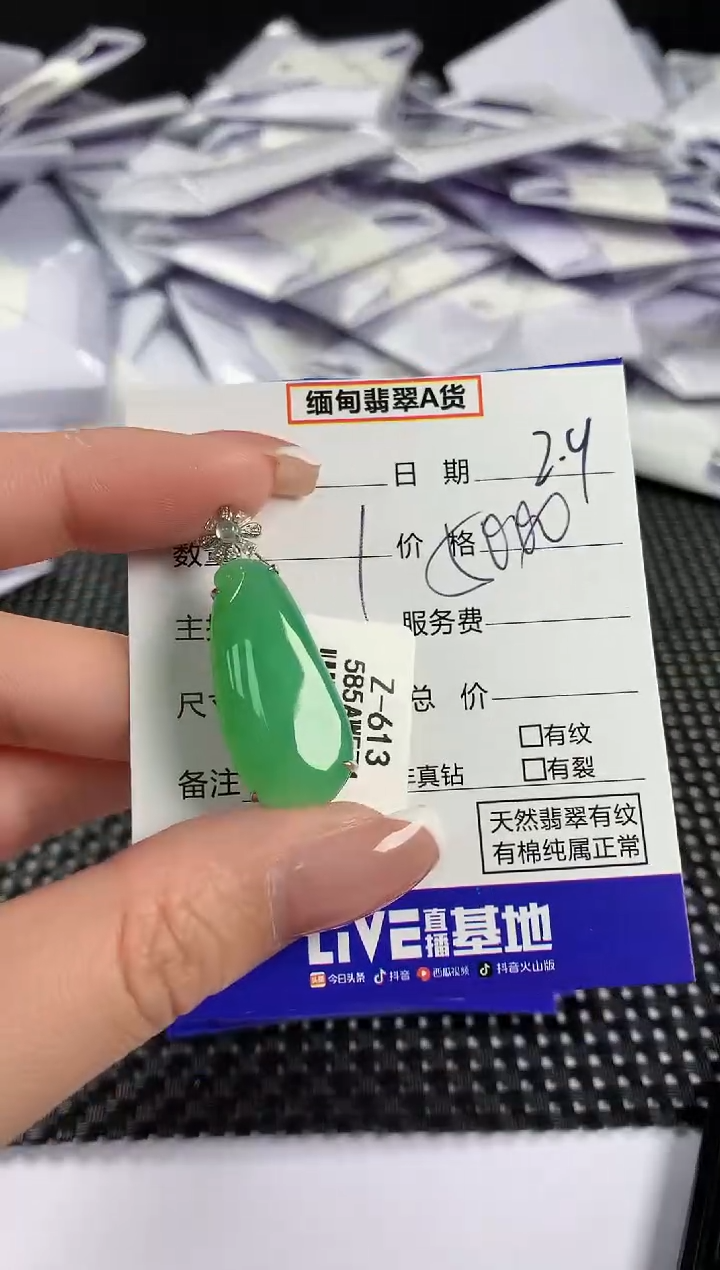 缅甸翡翠A货
日 期 2.4
数
价 格 5080
主
服务费
尺寸
总 价
Z-613
585AW
备注
真钻
□有纹
□有裂
天然翡翠有纹
有棉纯属正常
LIVE直播基地
今日头条 抖音 西瓜视频 抖音火山版